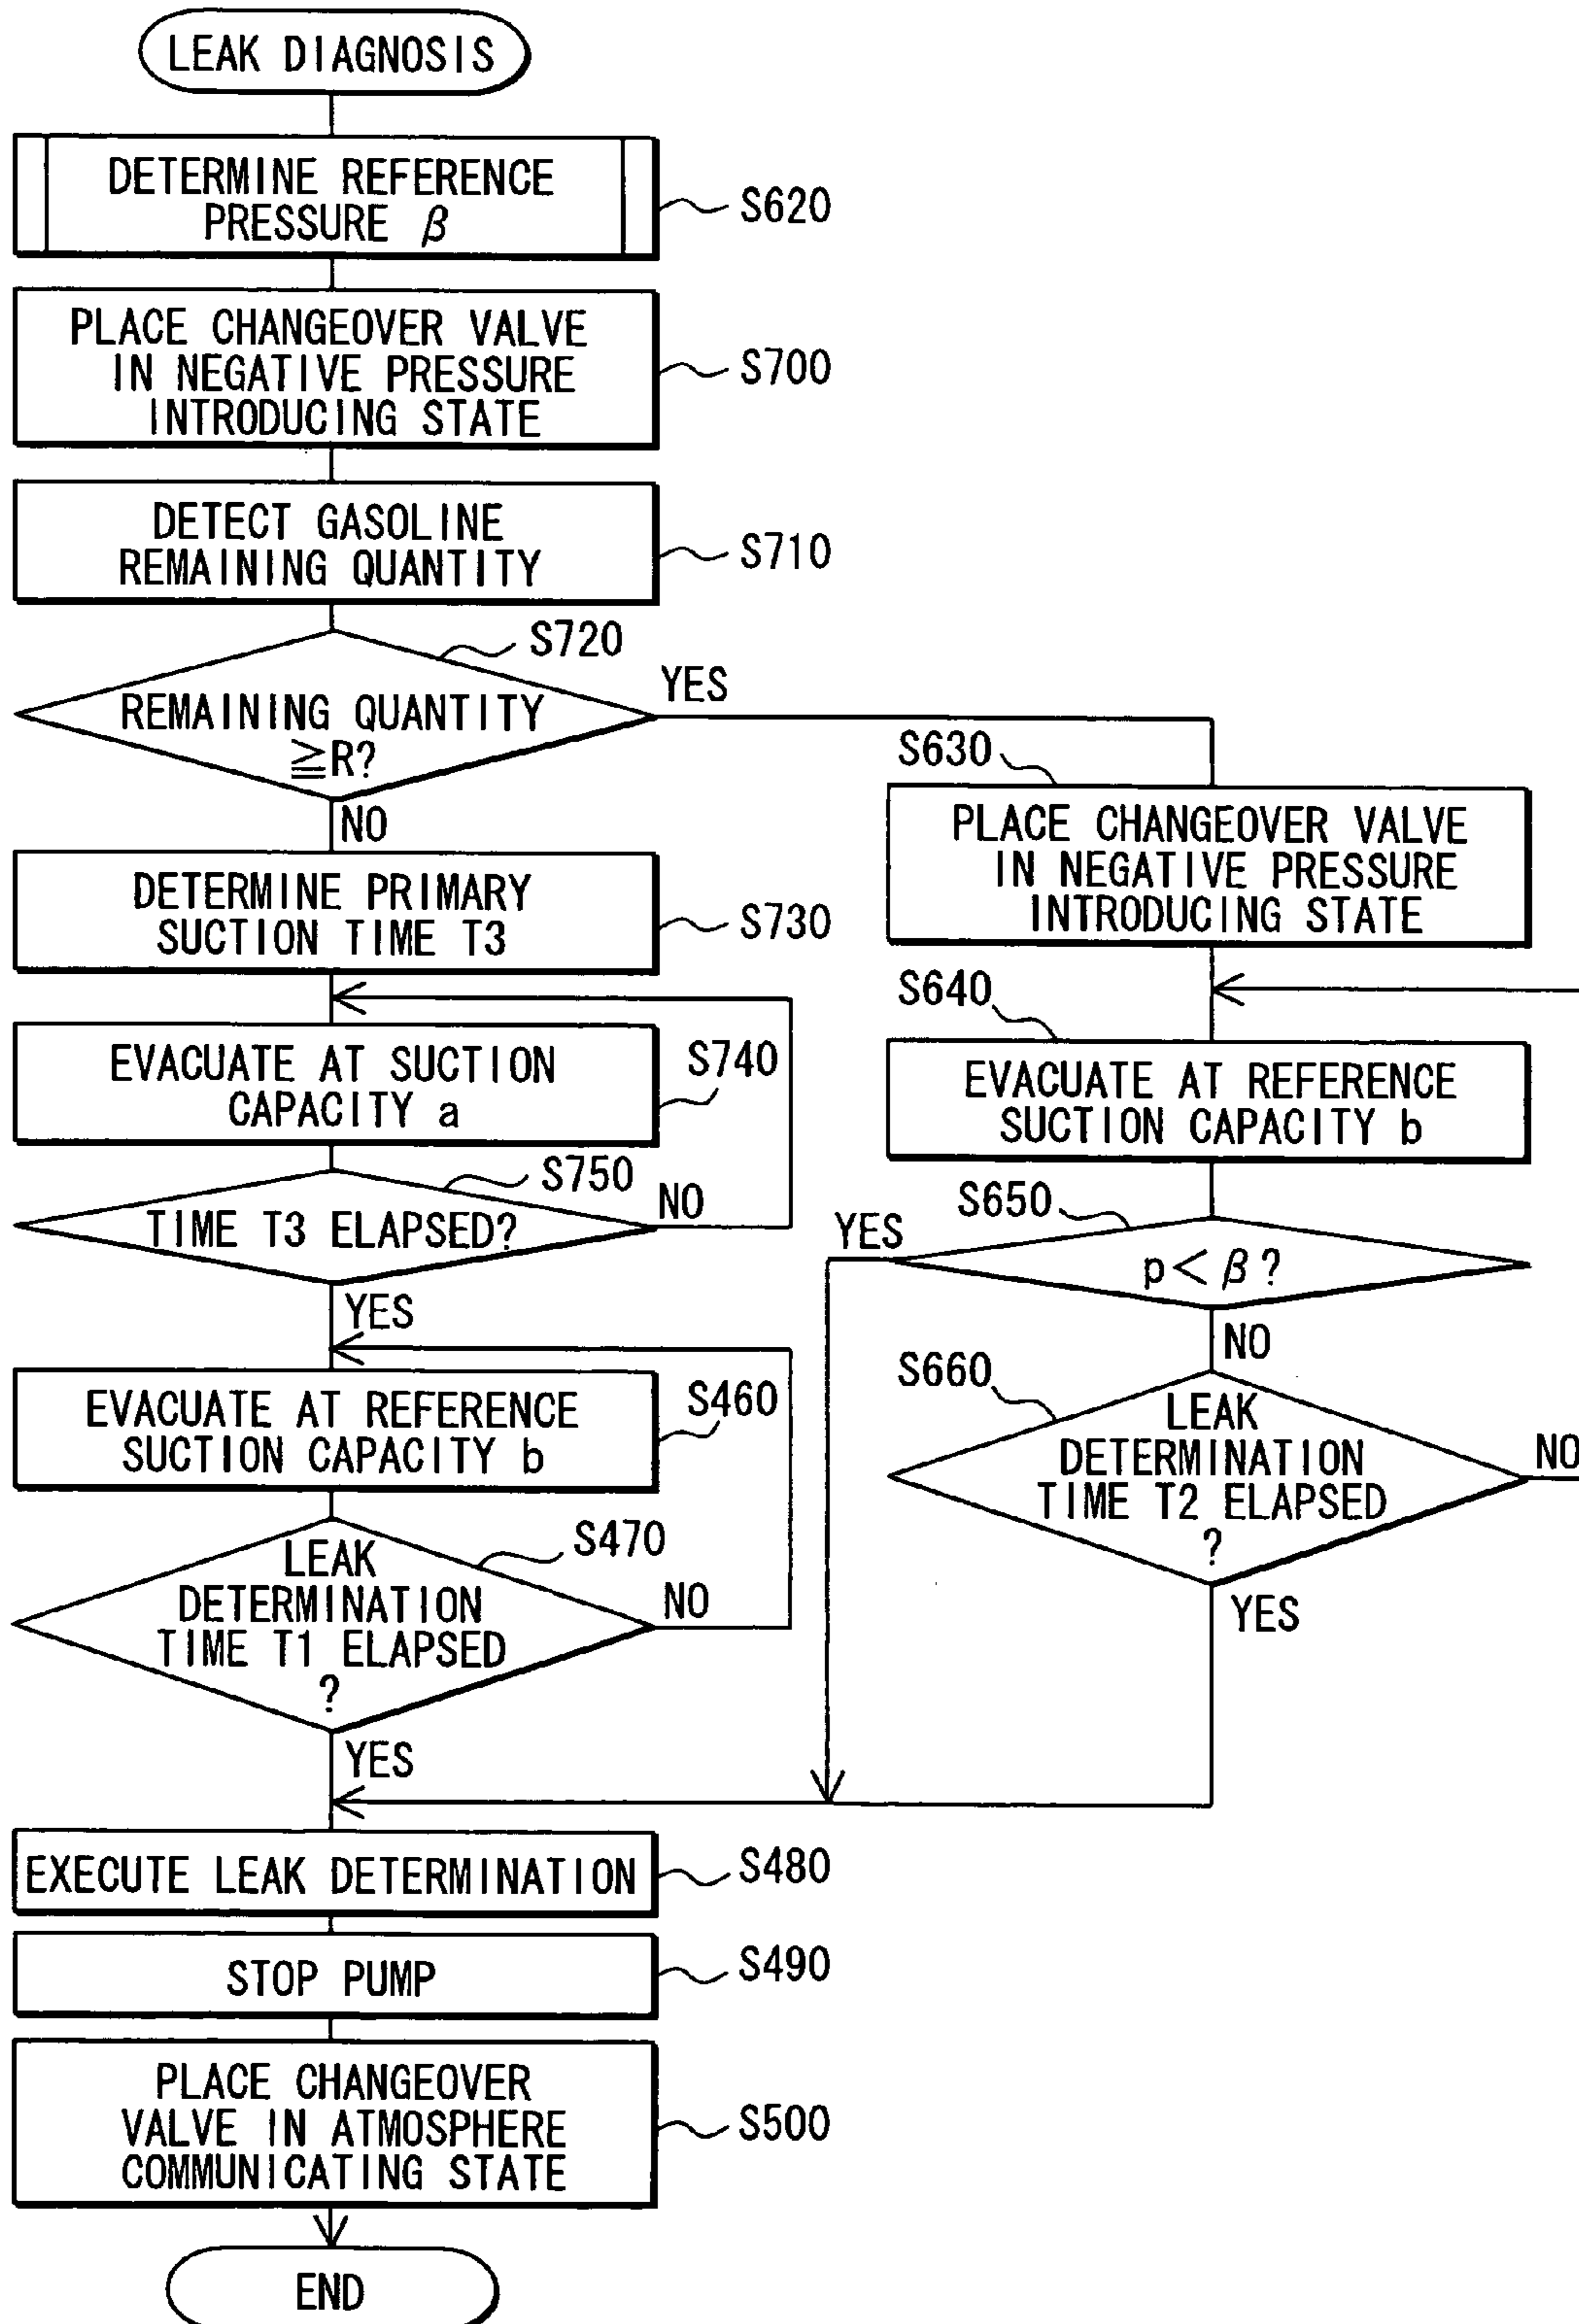 LEAK DIAGNOSIS
DETERMINE REFERENCE
PRESSURE β
S620
PLACE CHANGEOVER VALVE
IN NEGATIVE PRESSURE
INTRODUCING STATE
S700
DETECT GASOLINE
REMAINING QUANTITY
S710
S720
REMAINING QUANTITY
≧R?
YES
NO
DETERMINE PRIMARY
SUCTION TIME T3
S730
EVACUATE AT SUCTION
CAPACITY a
S740
S750
TIME T3 ELAPSED?
NO
YES
EVACUATE AT REFERENCE
SUCTION CAPACITY b
S460
S470
LEAK
DETERMINATION
TIME T1 ELAPSED
?
NO
YES
S630
PLACE CHANGEOVER VALVE
IN NEGATIVE PRESSURE
INTRODUCING STATE
S640
EVACUATE AT REFERENCE
SUCTION CAPACITY b
S650
YES
p<β?
NO
S660
LEAK
DETERMINATION
TIME T2 ELAPSED
?
NO
YES
EXECUTE LEAK DETERMINATION
S480
STOP PUMP
S490
PLACE CHANGEOVER
VALVE IN ATMOSPHERE
COMMUNICATING STATE
S500
END